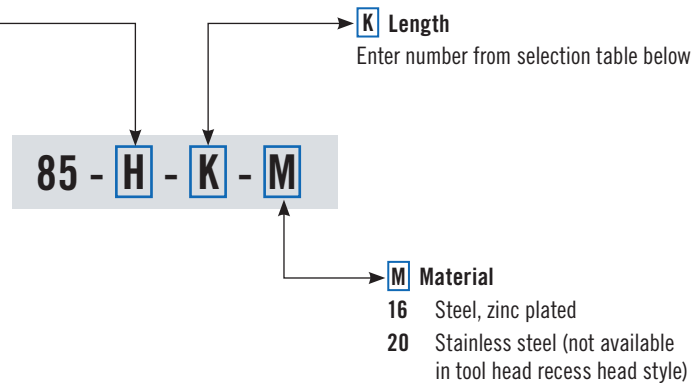 K Length
Enter number from selection table below
85 - H - K - M
M Material
16 Steel, zinc plated
20 Stainless steel (not available
in tool head recess head style)